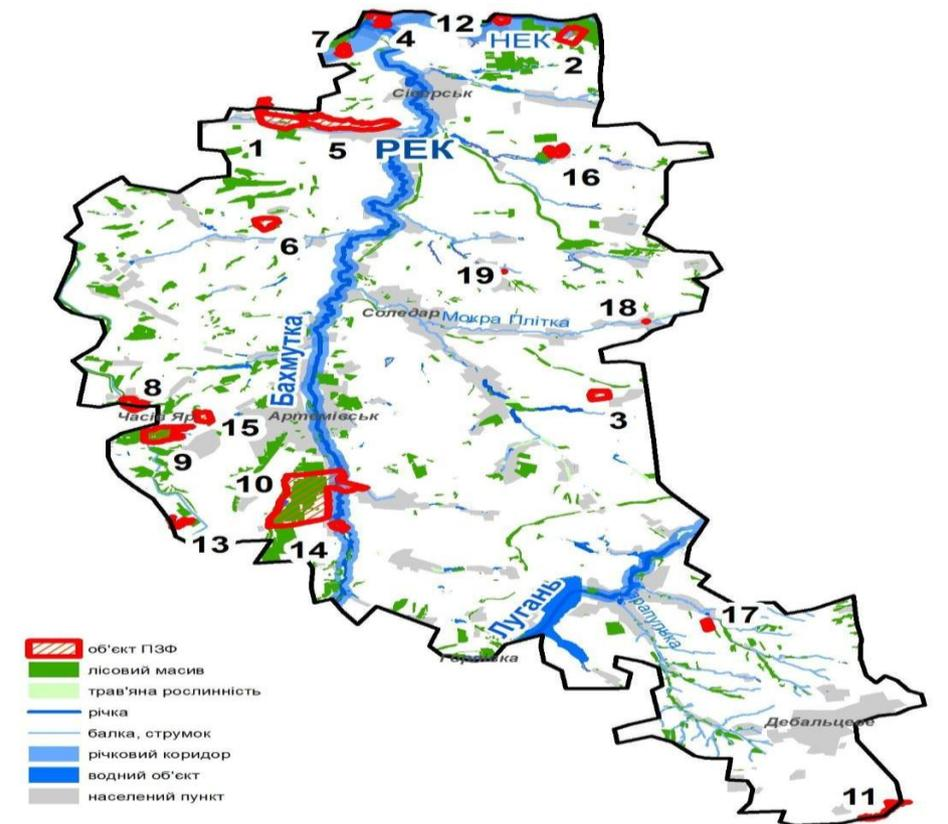 12
7
4
НЕК
2
Сіверськ
1
5
РЕК
16
6
19
18
Соледар
Мокра Плітка
Бахмутка
8
Часів Яр
Артемівськ
15
3
9
10
13
14
Лугань
17
Горлівка
Дебальцеве
11
об'єкт ПЗФ
лісовий масив
трав'яна рослинність
річка
балка, струмок
річковий коридор
водний об'єкт
населений пункт